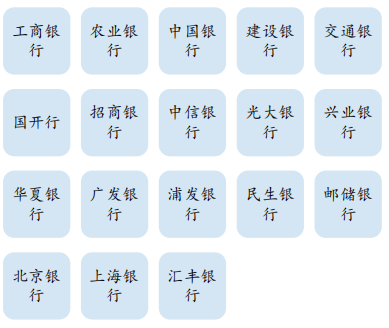 工商银行
农业银行
中国银行
建设银行
交通银行
国开行
招商银行
中信银行
光大银行
兴业银行
华夏银行
广发银行
浦发银行
民生银行
邮储银行
北京银行
上海银行
汇丰银行